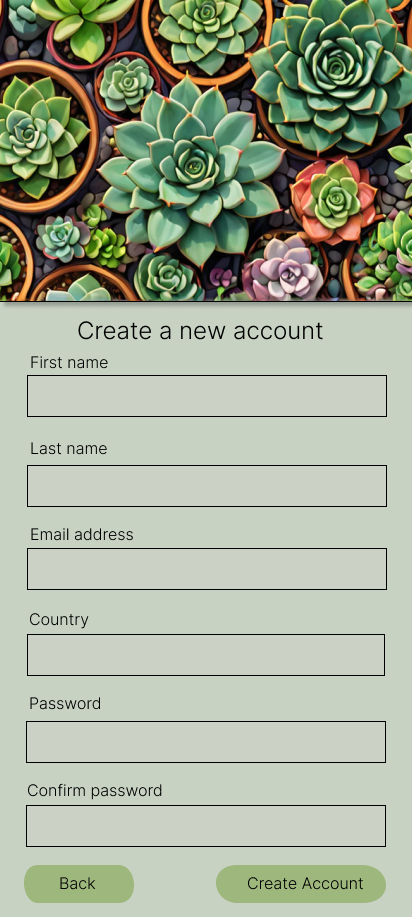 Create a new account
First name
Last name
Email address
Country
Password
Confirm password
Back
Create Account